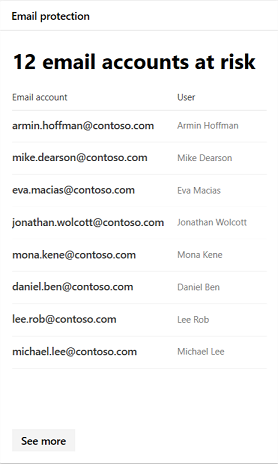 Email protection
12 email accounts at risk
Email account User
armin.hoffman@contoso.com Armin Hoffman
mike.dearson@contoso.com Mike Dearson
eva.macias@contoso.com Eva Macias
jonathan.wolcott@contoso.com Jonathan Wolcott
mona.kene@contoso.com Mona Kene
daniel.ben@contoso.com Daniel Ben
lee.rob@contoso.com Lee Rob
michael.lee@contoso.com Michael Lee
See more